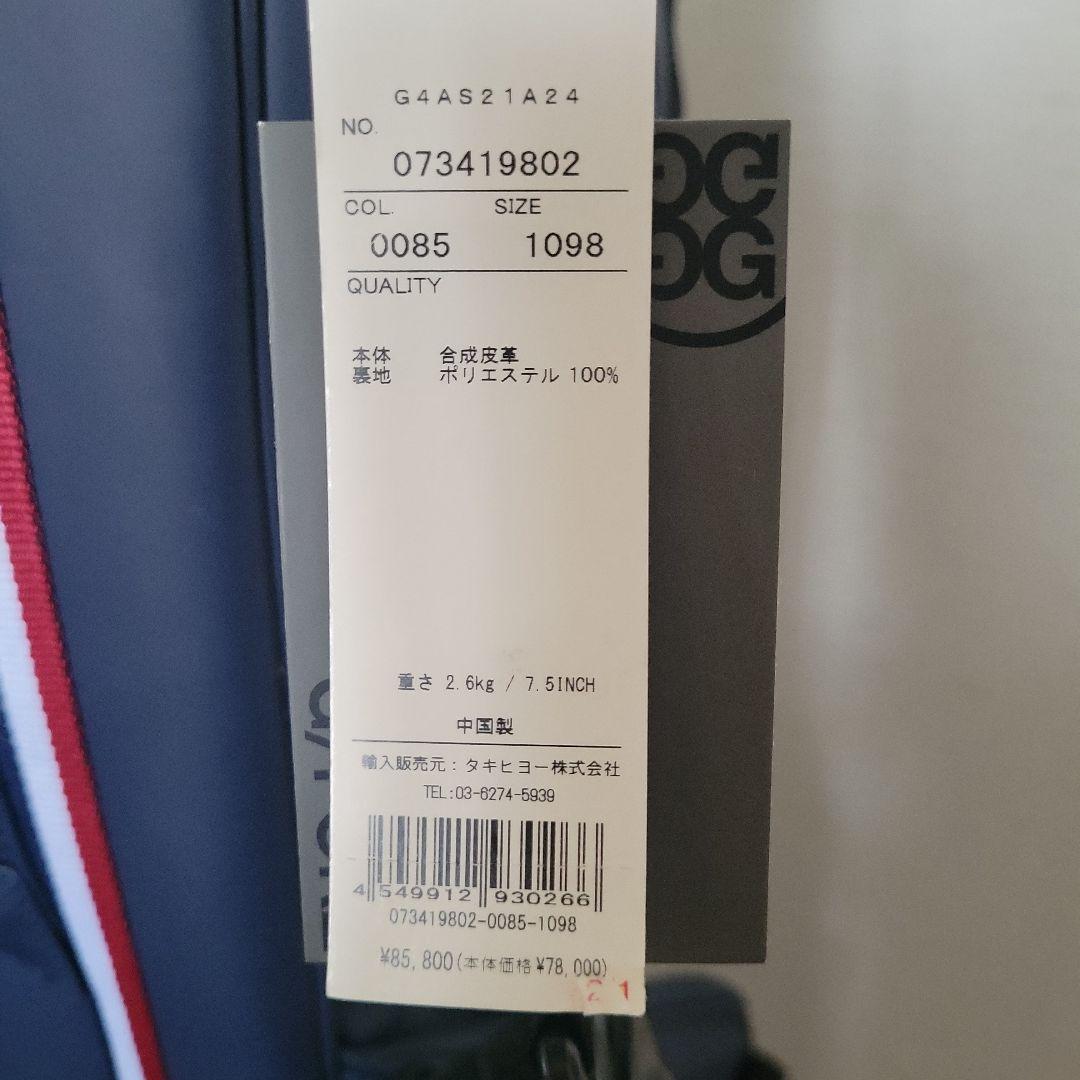 G4AS21A24
NO.
073419802
COL. SIZE
0085 1098
QUALITY
本体 合成皮革
裏地 ポリエステル 100%
重さ 2.6kg / 7.5INCH
中国製
輸入販売元：タキヒヨー株式会社
TEL:03-6274-5939
4 549912 930266
073419802-0085-1098
¥85,800(本体価格¥78,000)
21